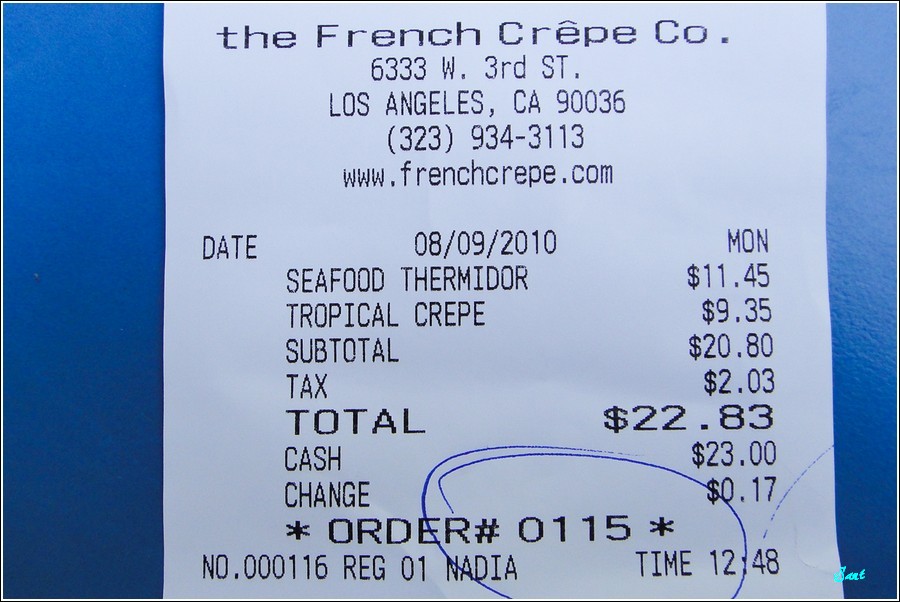 the French Crêpe Co.
6333 W. 3rd ST.
LOS ANGELES, CA 90036
(323) 934-3113
www.frenchcrepe.com
DATE 08/09/2010 MON
SEAFOOD THERMIDOR $11.45
TROPICAL CREPE $9.35
SUBTOTAL $20.80
TAX $2.03
TOTAL $22.83
CASH $23.00
CHANGE $0.17
* ORDER# 0115 *
NO.000116 REG 01 NADIA TIME 12:48